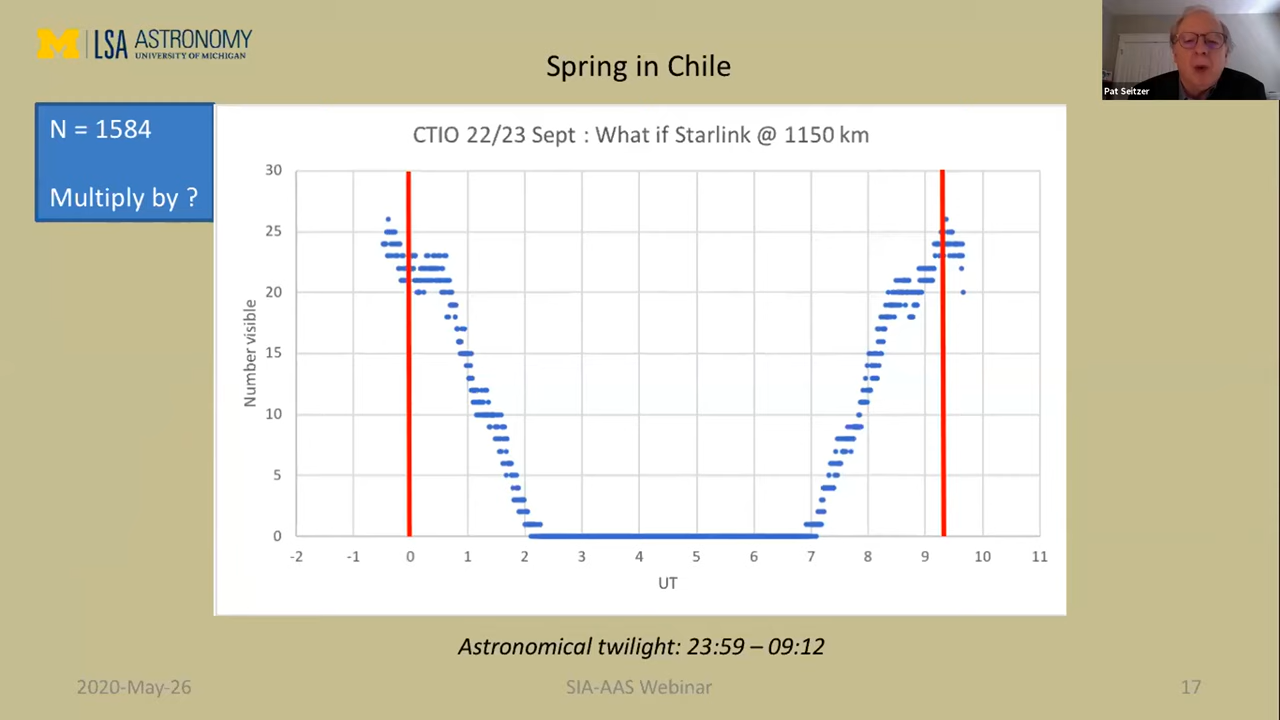 M LSA ASTRONOMY
UNIVERSITY OF MICHIGAN
Spring in Chile
Pat Seitzer
N = 1584
Multiply by ?
CTIO 22/23 Sept : What if Starlink @ 1150 km
Number visible
30
25
20
15
10
5
0
-2 -1 0 1 2 3 4 5 6 7 8 9 10 11
UT
Astronomical twilight: 23:59 – 09:12
2020-May-26 SIA-AAS Webinar 17